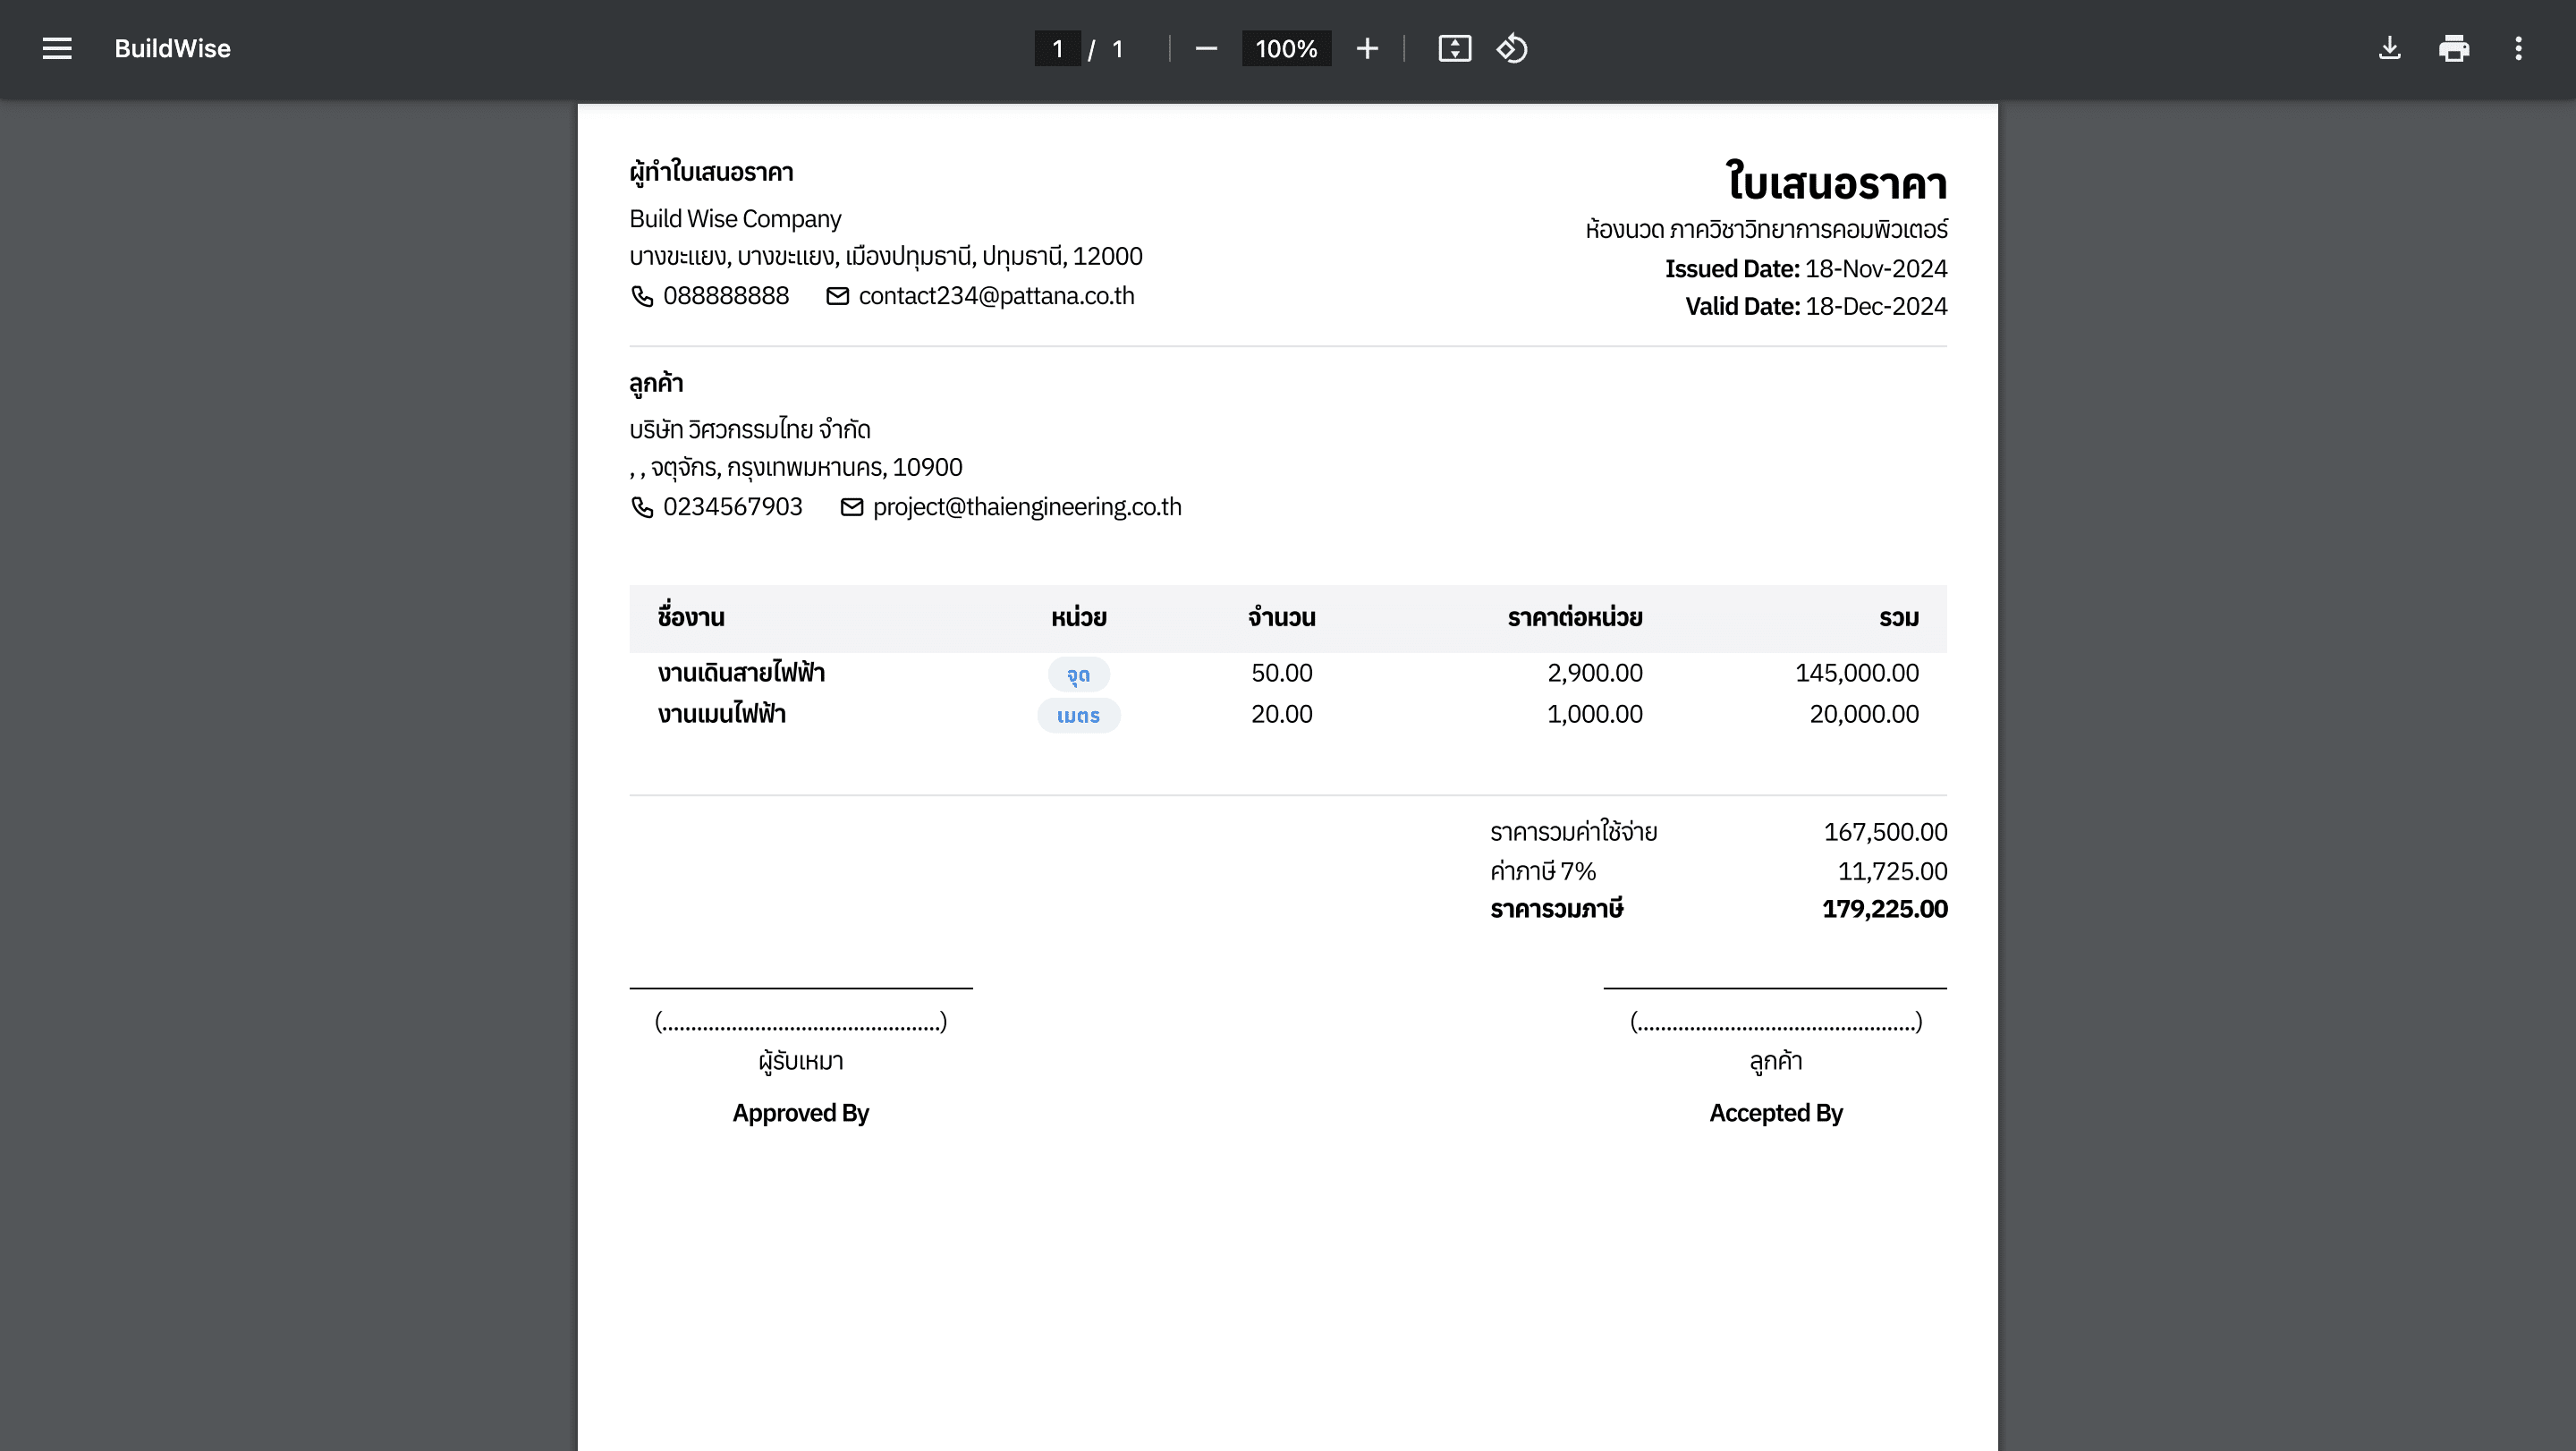 BuildWise
1 / 1
100%
ผู้ทำใบเสนอราคา
Build Wise Company
บางขะแยง, บางขะแยง, เมืองปทุมธานี, ปทุมธานี, 12000
088888888 contact234@pattana.co.th
ใบเสนอราคา
ห้องนวด ภาควิชาวิทยาการคอมพิวเตอร์
Issued Date: 18-Nov-2024
Valid Date: 18-Dec-2024
ลูกค้า
บริษัท วิศวกรรมไทย จำกัด
, , จตุจักร, กรุงเทพมหานคร, 10900
0234567903 project@thaiengineering.co.th
ชื่องาน หน่วย จำนวน ราคาต่อหน่วย รวม
งานเดินสายไฟฟ้า จุด 50.00 2,900.00 145,000.00
งานเมนไฟฟ้า เมตร 20.00 1,000.00 20,000.00
ราคารวมค่าใช้จ่าย 167,500.00
ค่าภาษี 7% 11,725.00
ราคารวมภาษี 179,225.00
(................................................) (................................................)
ผู้รับเหมา ลูกค้า
Approved By Accepted By